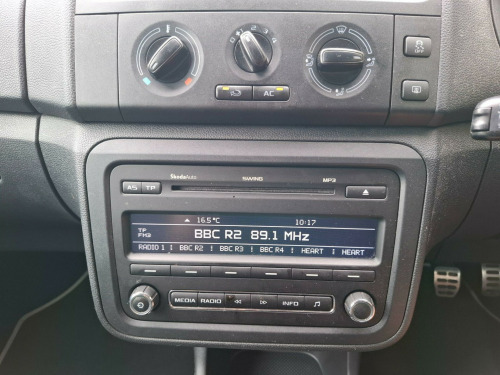 AC
ŠkodaAuto SWING MP3
AS TP
16.5°C 10:17
TP
FM3
BBC R2 89.1 MHz
RADIO 1 BBC R2 BBC R3 BBC R4 HEART HEART
MEDIA RADIO INFO